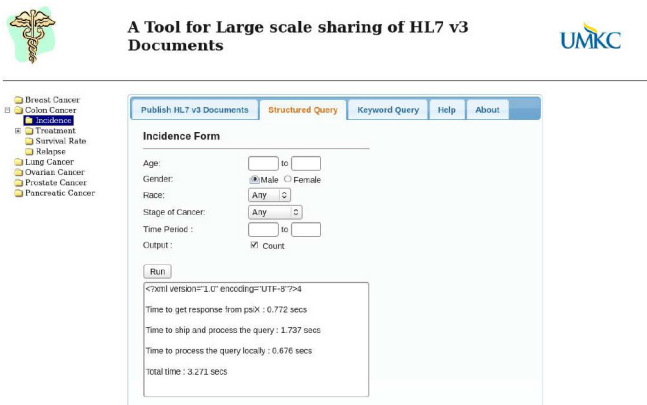 A Tool for Large scale sharing of HL7 v3
Documents
UMKC
Breast Cancer
Colon Cancer
Incidence
Treatment
Survival Rate
Relapse
Lung Cancer
Ovarian Cancer
Prostate Cancer
Pancreatic Cancer
Publish HL7 v3 Documents Structured Query Keyword Query Help About
Incidence Form
Age: to
Gender: Male Female
Race: Any
Stage of Cancer: Any
Time Period : to
Output : Count
Run
<?xml version="1.0" encoding="UTF-8"?>4
Time to get response from psiX : 0.772 secs
Time to ship and process the query : 1.737 secs
Time to process the query locally : 0.676 secs
Total time : 3.271 secs